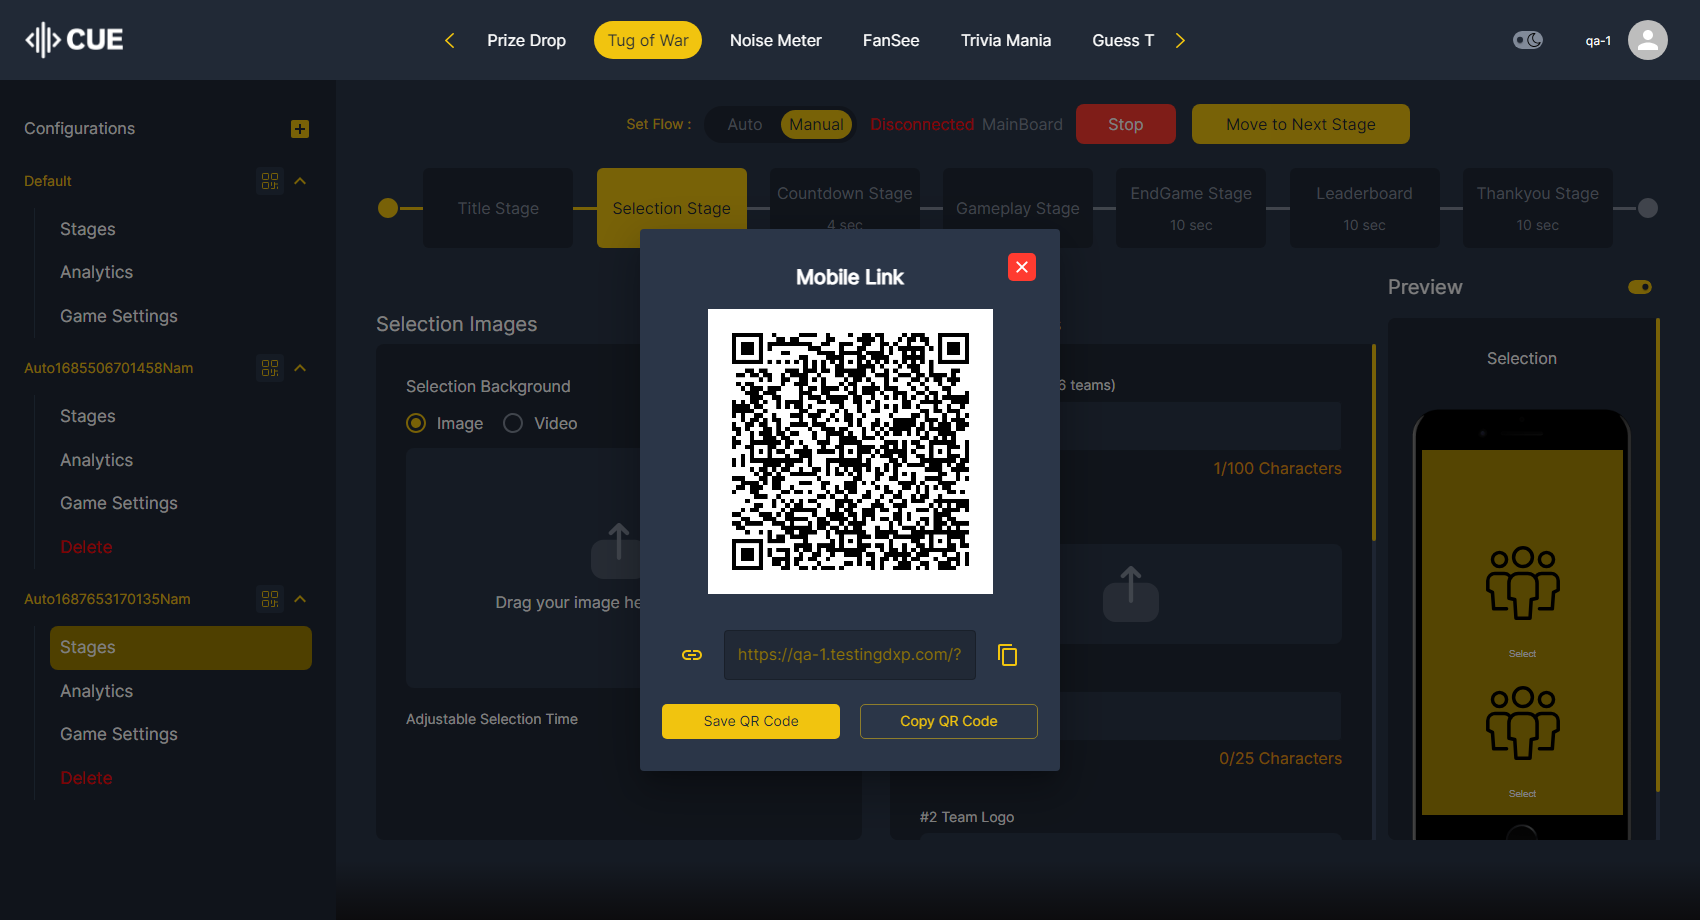 CUE
Prize Drop
Tug of War
Noise Meter
FanSee
Trivia Mania
Guess T
qa-1
Configurations
Default
Stages
Analytics
Game Settings
Auto1685506701458Nam
Stages
Analytics
Game Settings
Delete
Auto1687653170135Nam
Stages
Analytics
Game Settings
Delete
Set Flow :
Auto
Manual
Disconnected MainBoard
Stop
Move to Next Stage
Title Stage
Selection Stage
Countdown Stage
4 sec
Gameplay Stage
EndGame Stage
10 sec
Leaderboard
10 sec
Thankyou Stage
10 sec
Selection Images
Selection Background
Image
Video
Drag your image he
Adjustable Selection Time
Mobile Link
https://qa-1.testingdxp.com/?
Save QR Code
Copy QR Code
6 teams)
1/100 Characters
0/25 Characters
#2 Team Logo
Preview
Selection
Select
Select